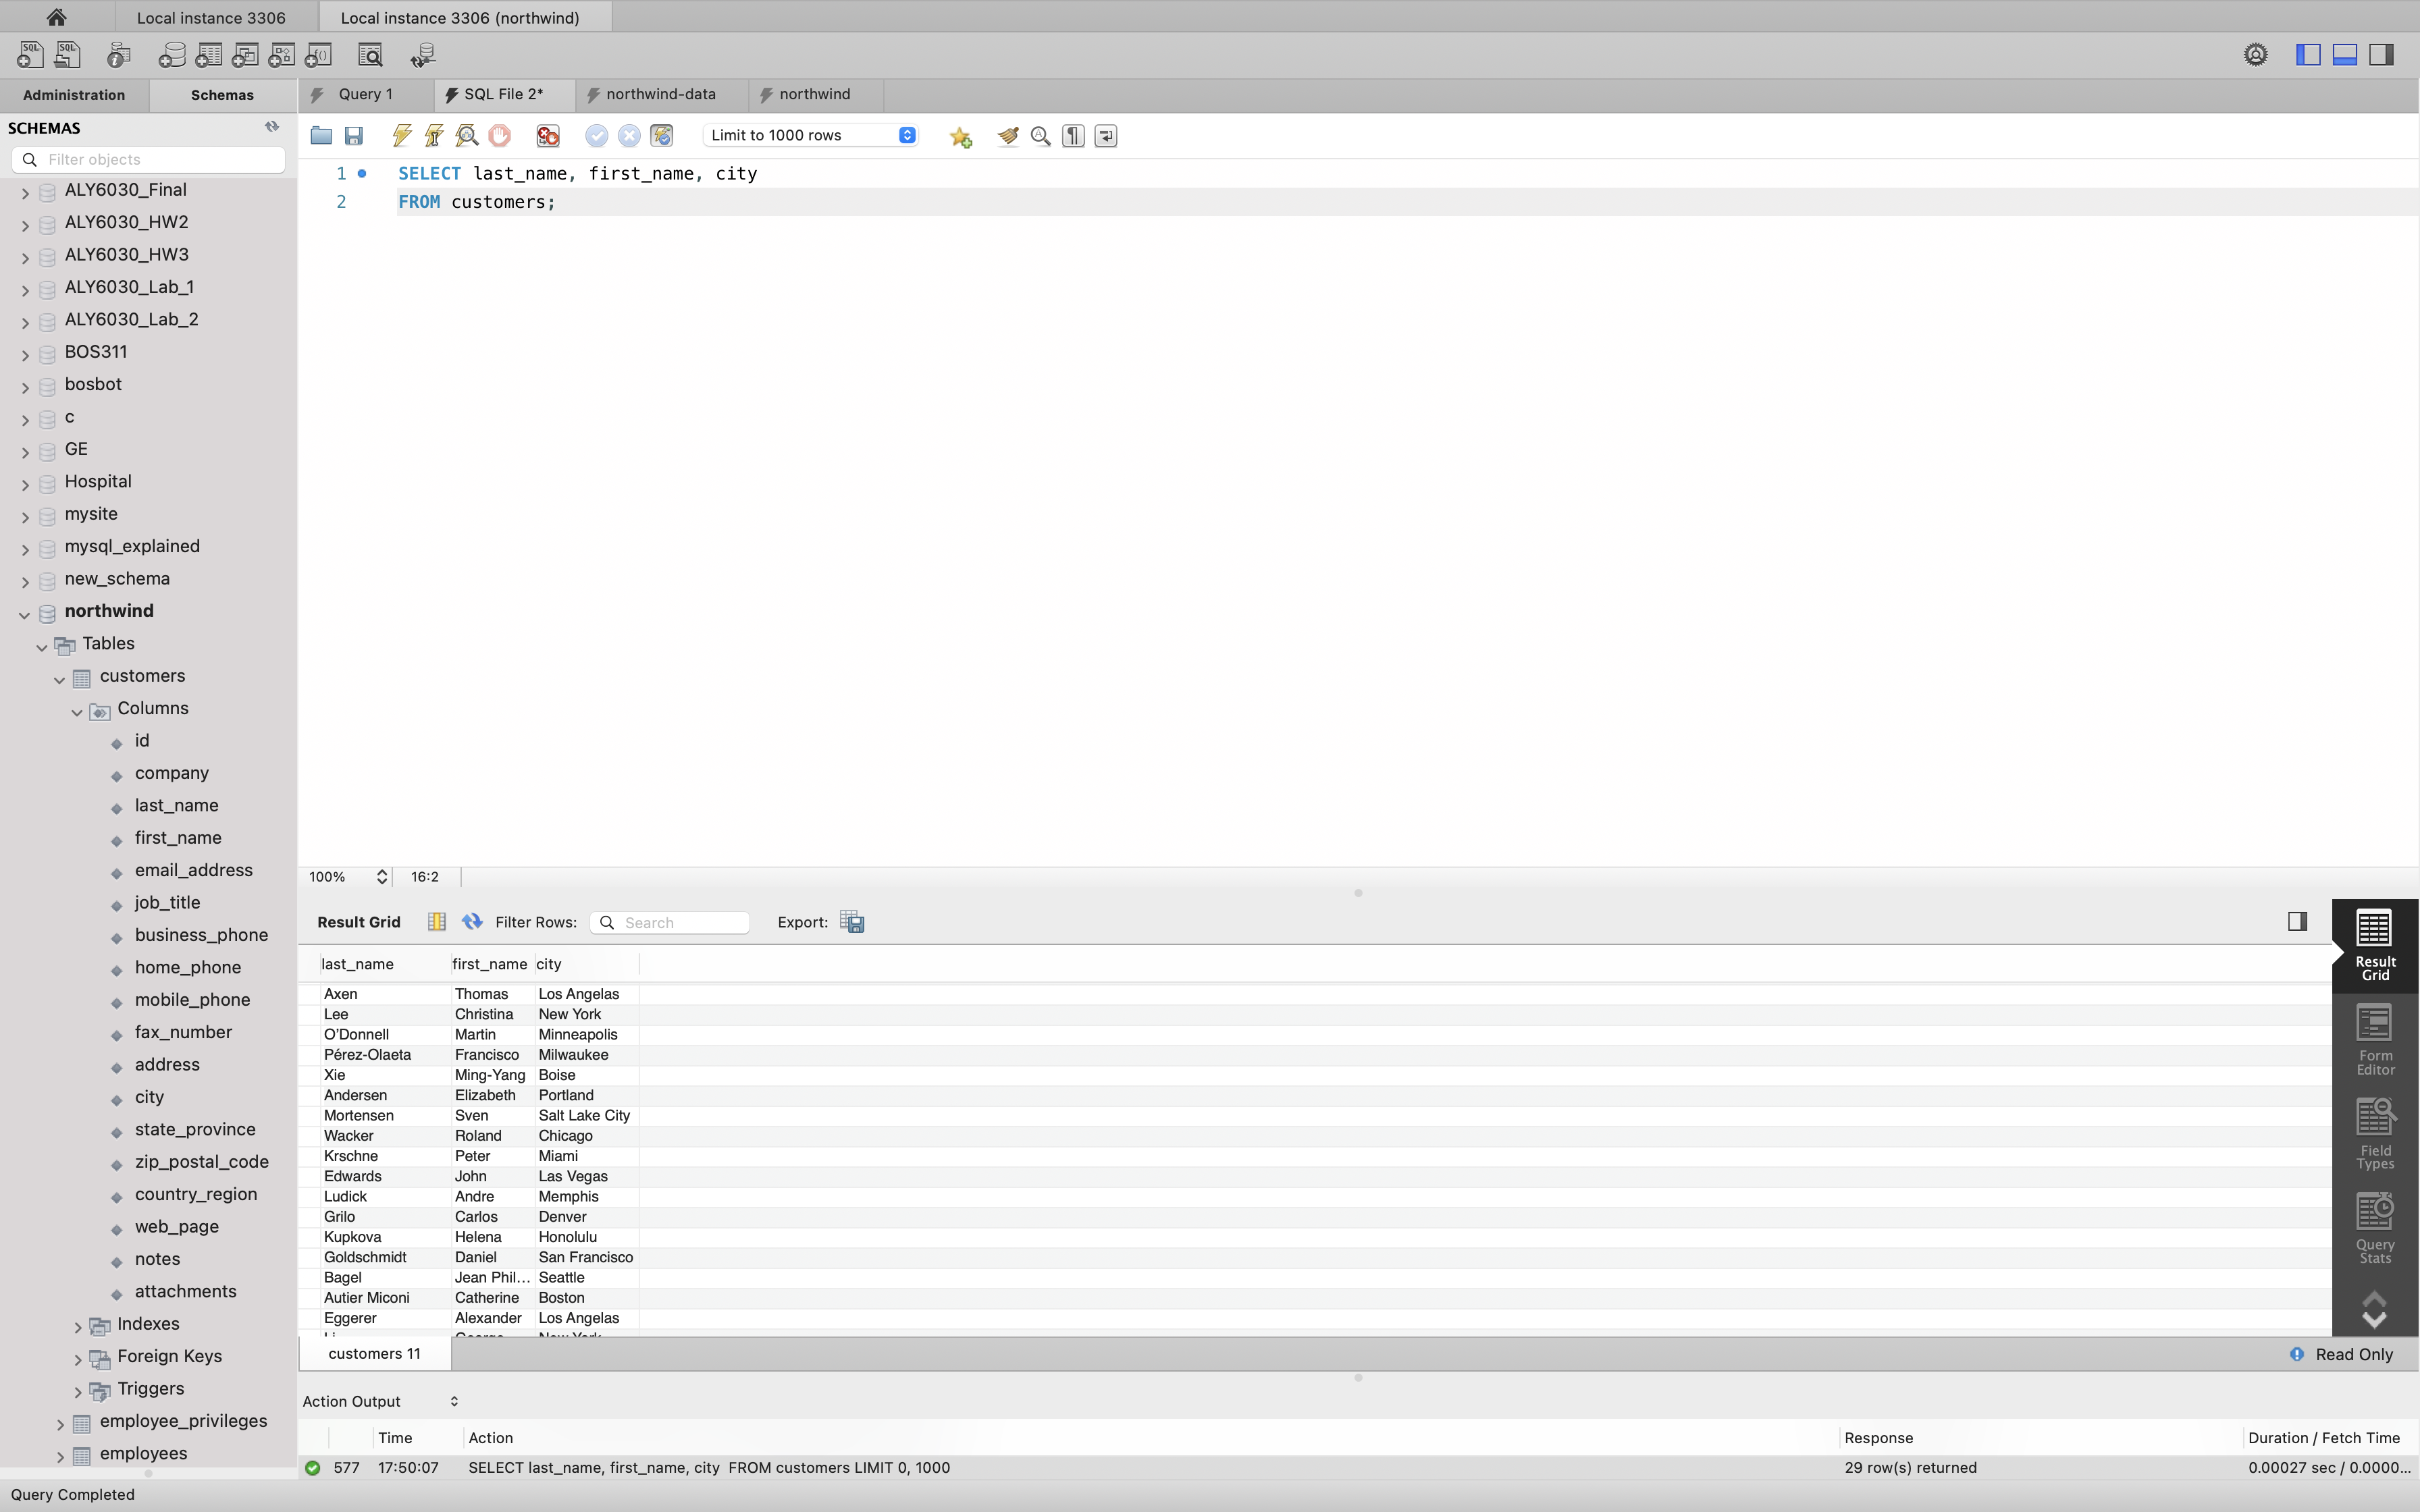 Local instance 3306
Local instance 3306 (northwind)
SQL
SQL
Administration
Schemas
Query 1
SQL File 2*
northwind-data
northwind
SCHEMAS
Filter objects
ALY6030_Final
ALY6030_HW2
ALY6030_HW3
ALY6030_Lab_1
ALY6030_Lab_2
BOS311
bosbot
c
GE
Hospital
mysite
mysql_explained
new_schema
northwind
Tables
customers
Columns
id
company
last_name
first_name
email_address
job_title
business_phone
home_phone
mobile_phone
fax_number
address
city
state_province
zip_postal_code
country_region
web_page
notes
attachments
Indexes
Foreign Keys
Triggers
employee_privileges
employees
Limit to 1000 rows
1 SELECT last_name, first_name, city
2 FROM customers;
100% 16:2
Result Grid Filter Rows: Search Export:
last_name first_name city
Axen Thomas Los Angelas
Lee Christina New York
O’Donnell Martin Minneapolis
Pérez-Olaeta Francisco Milwaukee
Xie Ming-Yang Boise
Andersen Elizabeth Portland
Mortensen Sven Salt Lake City
Wacker Roland Chicago
Krschne Peter Miami
Edwards John Las Vegas
Ludick Andre Memphis
Grilo Carlos Denver
Kupkova Helena Honolulu
Goldschmidt Daniel San Francisco
Bagel Jean Phil... Seattle
Autier Miconi Catherine Boston
Eggerer Alexander Los Angelas
Result
Grid
Form
Editor
Field
Types
Query
Stats
customers 11
Read Only
Action Output
Time Action Response Duration / Fetch Time
577 17:50:07 SELECT last_name, first_name, city FROM customers LIMIT 0, 1000 29 row(s) returned 0.00027 sec / 0.0000...
Query Completed